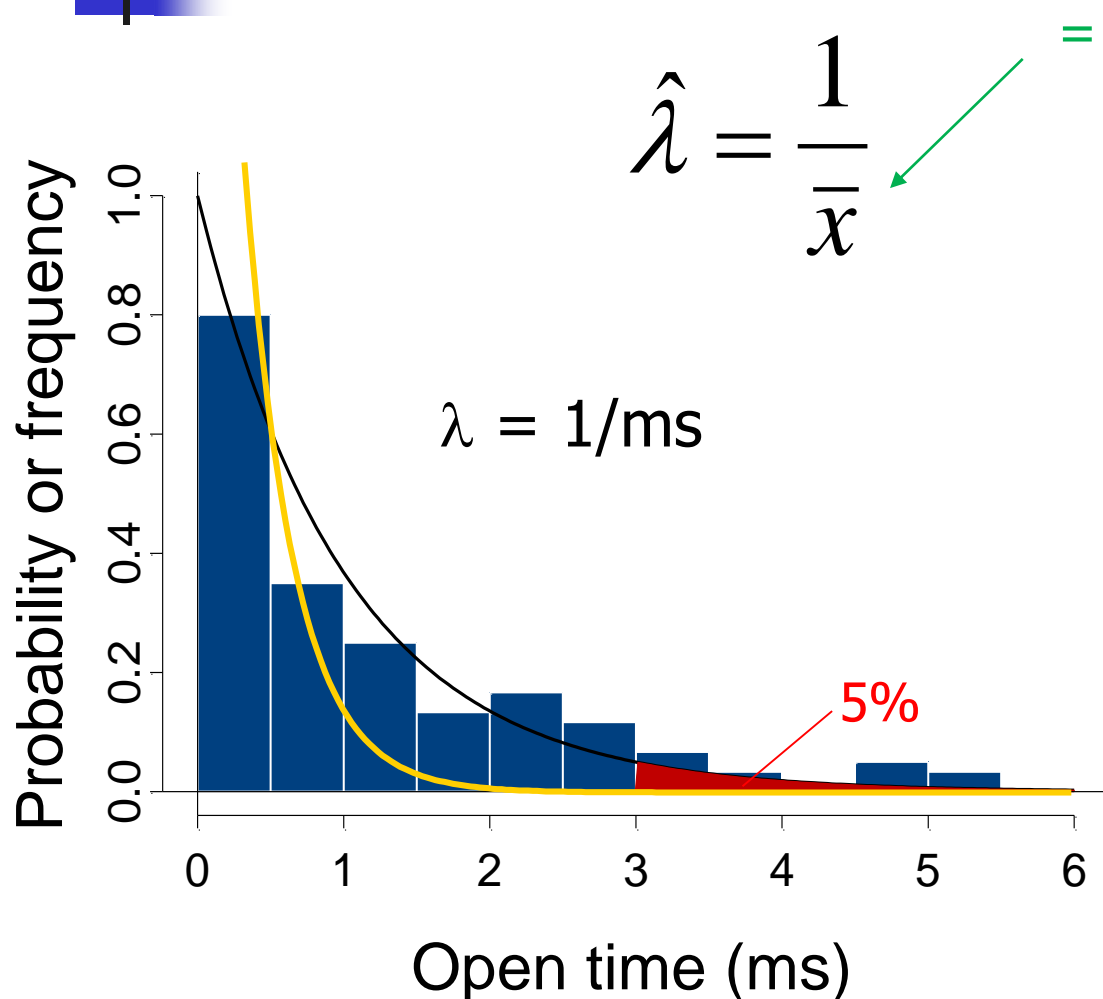 =
λ̂ = 1/x̄
Probability or frequency
1.0
0.8
0.6
0.4
0.2
0.0
λ = 1/ms
5%
0 1 2 3 4 5 6
Open time (ms)